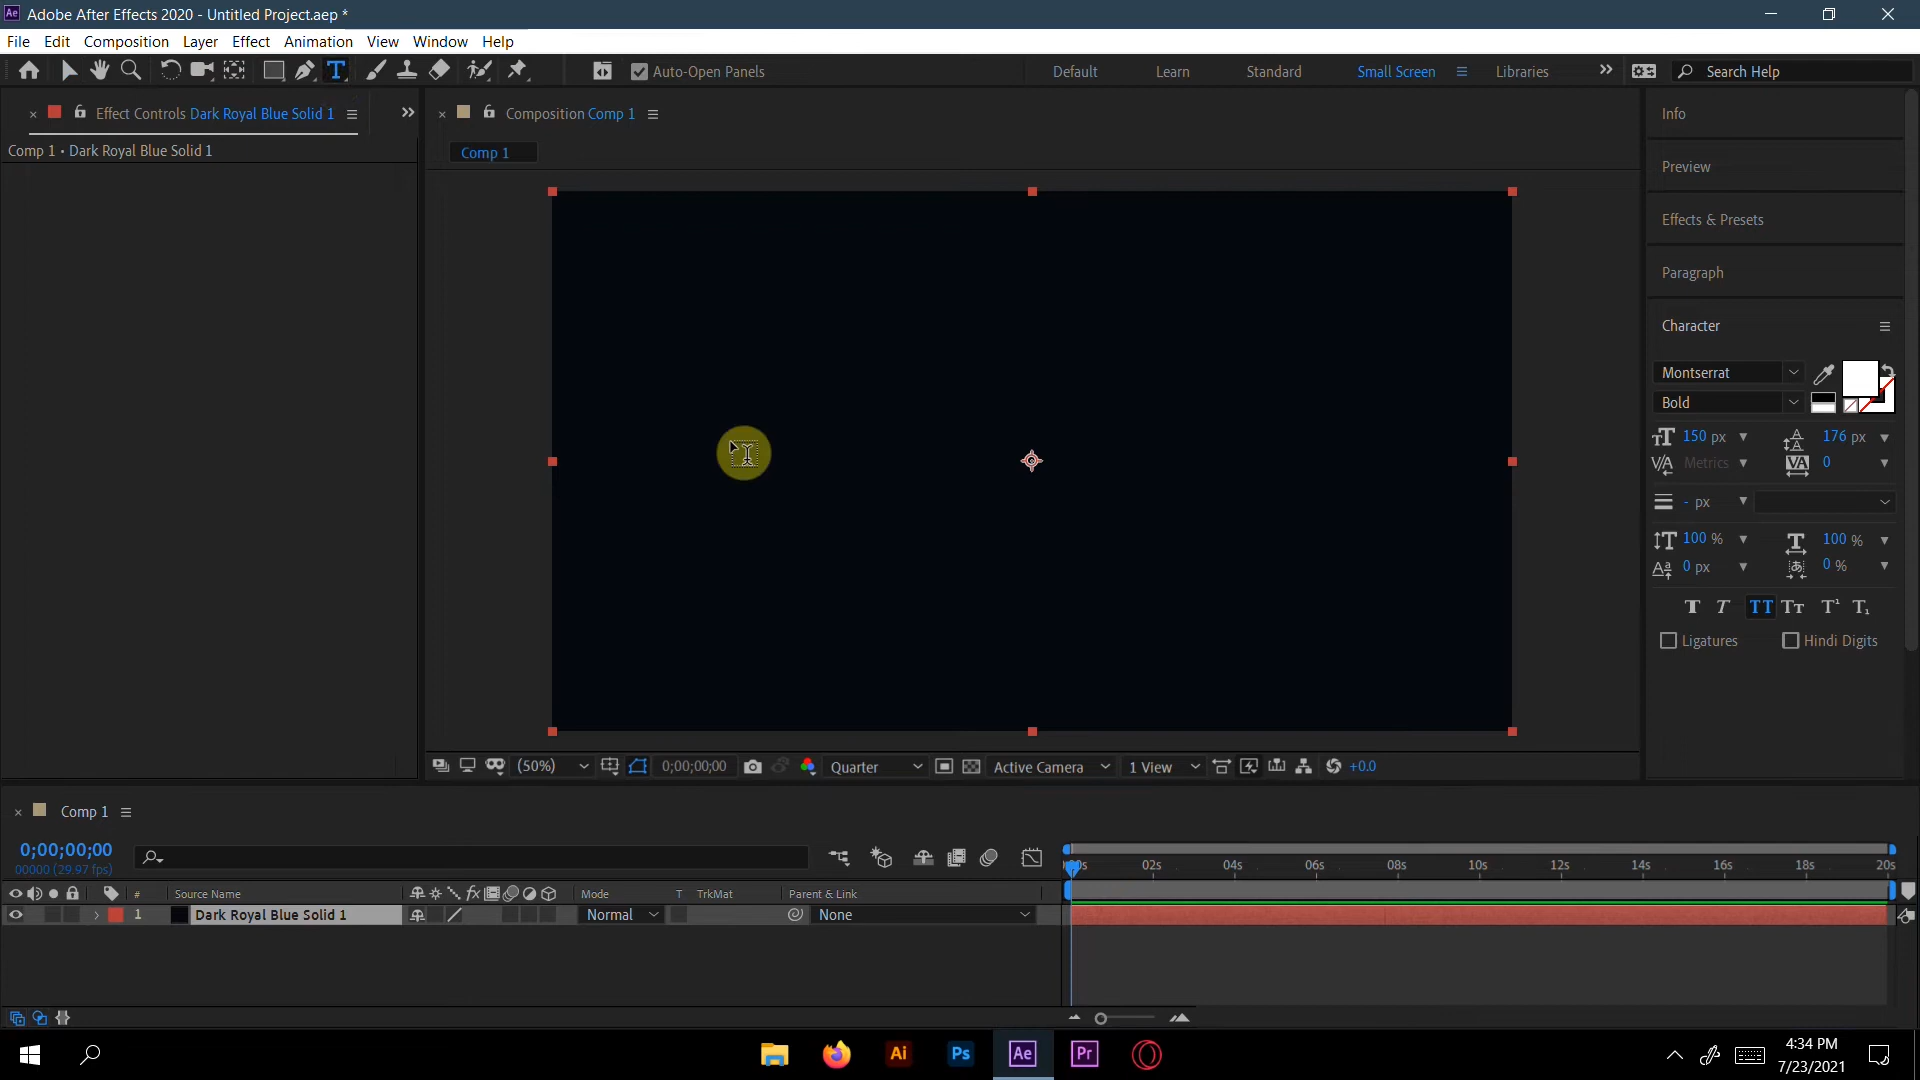 Adobe After Effects 2020 - Untitled Project.aep *
File Edit Composition Layer Effect Animation View Window Help
Auto-Open Panels Default Learn Standard Small Screen Libraries Search Help
Effect Controls Dark Royal Blue Solid 1
Composition Comp 1
Info
Comp 1 • Dark Royal Blue Solid 1
Comp 1
Preview
Effects & Presets
Paragraph
Character
Montserrat
Bold
150 px 176 px
Metrics 0
- px
100 % 100 %
0 px 0 %
Ligatures Hindi Digits
(50%) 0;00;00;00 Quarter Active Camera 1 View +0.0
Comp 1
0;00;00;00
00000 (29.97 fps)
02s 04s 06s 08s 10s 12s 14s 16s 18s 20s
# Source Name Mode T TrkMat Parent & Link
1 Dark Royal Blue Solid 1 Normal None
Ai Ps Ae Pr
4:34 PM
7/23/2021